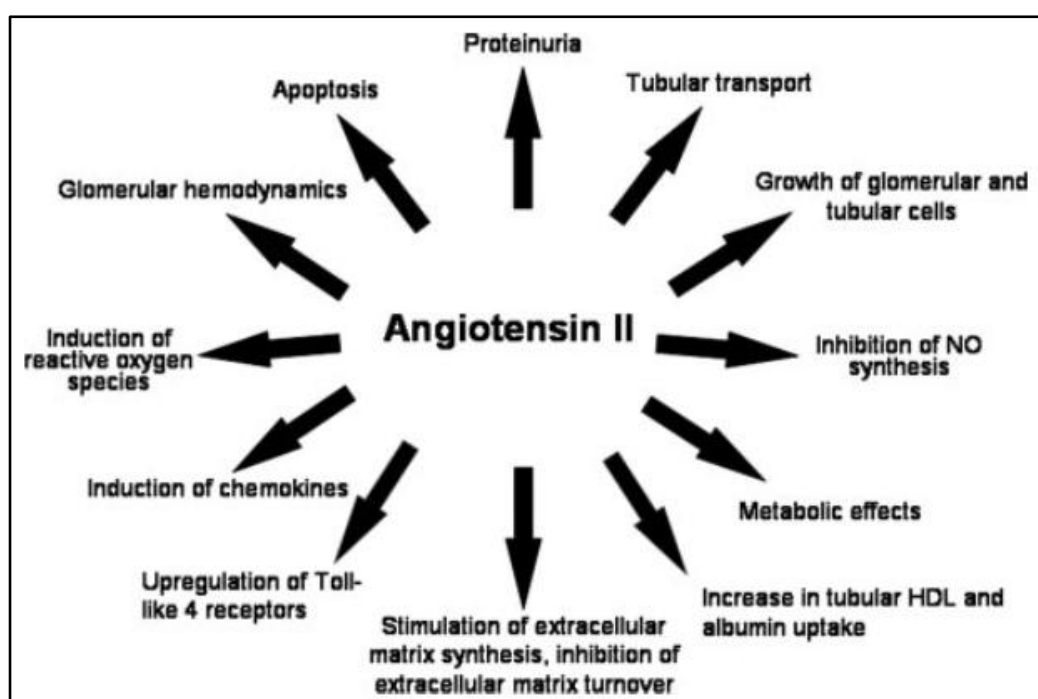 Proteinuria
Apoptosis
Tubular transport
Glomerular hemodynamics
Growth of glomerular and
tubular cells
Angiotensin II
Induction of
reactive oxygen
species
Inhibition of NO
synthesis
Induction of chemokines
Metabolic effects
Upregulation of Toll-
like 4 receptors
Increase in tubular HDL and
albumin uptake
Stimulation of extracellular
matrix synthesis, inhibition of
extracellular matrix turnover